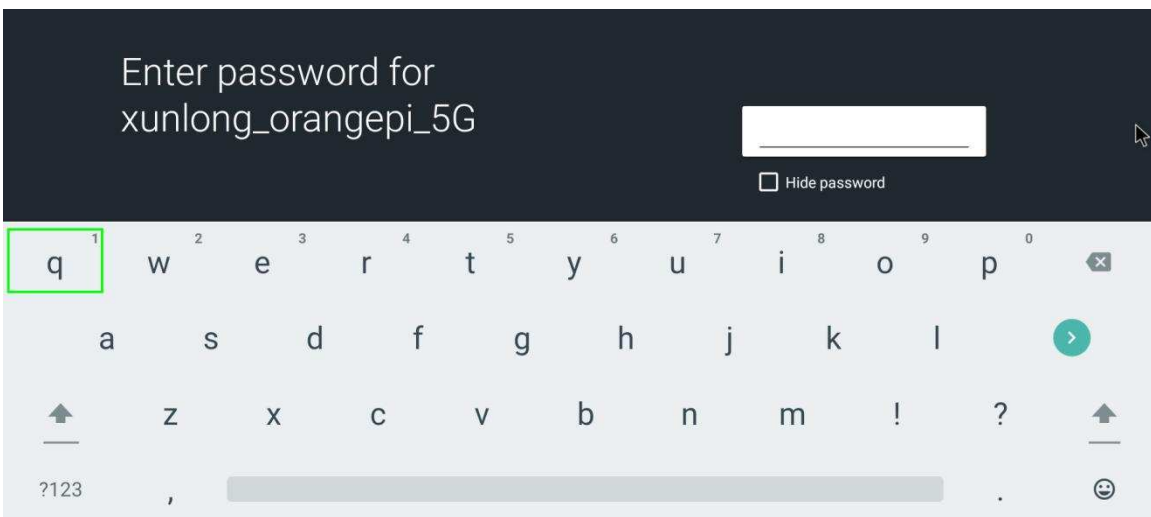 Enter password for
xunlong_orangepi_5G
Hide password
q 1 w 2 e 3 r 4 t 5 y 6 u 7 i 8 o 9 p 0
a s d f g h j k l
z x c v b n m ! ?
?123 , .